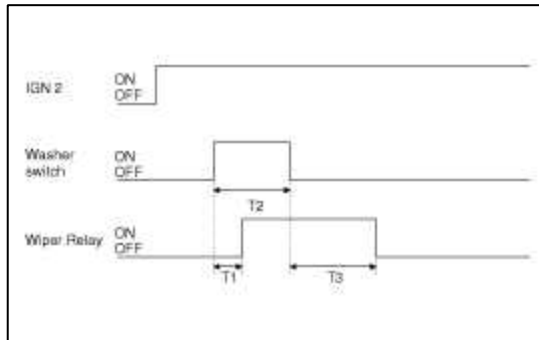 IGN 2
ON
OFF
Washer
switch
ON
OFF
T2
Wiper Relay
ON
OFF
T1
T3